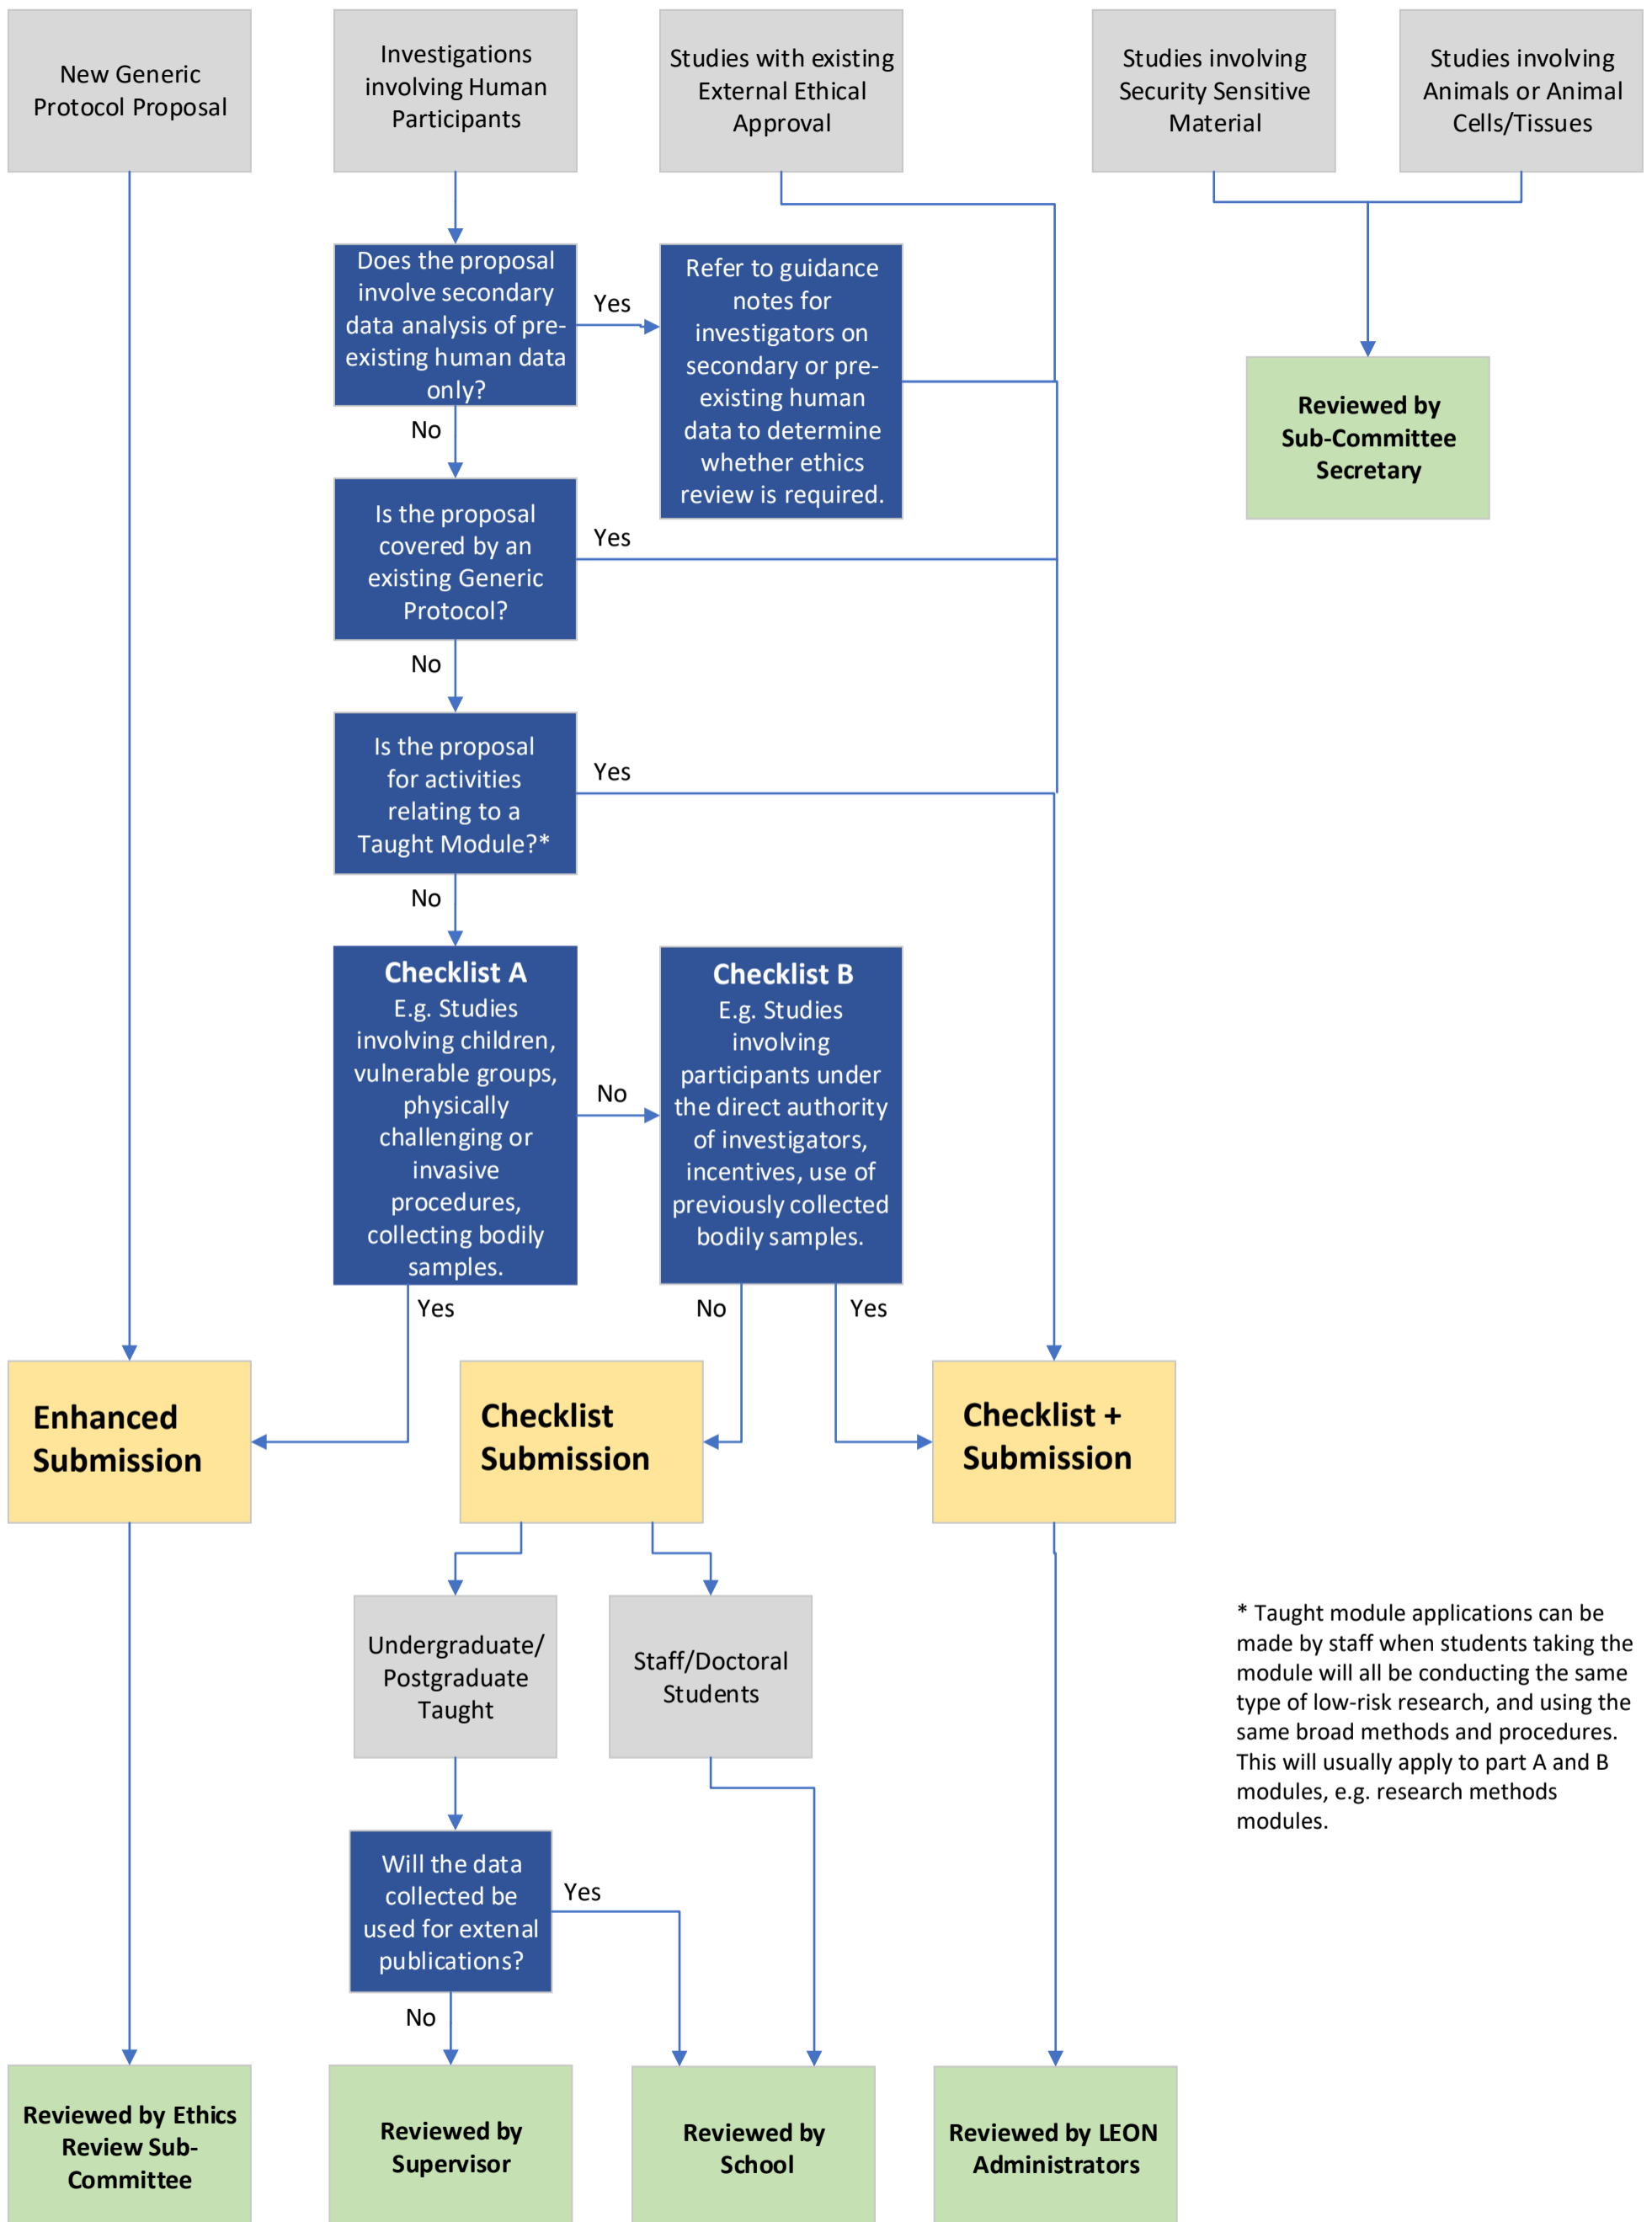 New Generic
Protocol Proposal
Investigations
involving Human
Participants
Studies with existing
External Ethical
Approval
Studies involving
Security Sensitive
Material
Studies involving
Animals or Animal
Cells/Tissues
Does the proposal
involve secondary
data analysis of pre-
existing human data
only?
Yes
Refer to guidance
notes for
investigators on
secondary or pre-
existing human
data to determine
whether ethics
review is required.
Reviewed by
Sub-Committee
Secretary
No
Is the proposal
covered by an
existing Generic
Protocol?
Yes
No
Is the proposal
for activities
relating to a
Taught Module?*
Yes
No
Checklist A
E.g. Studies
involving children,
vulnerable groups,
physically
challenging or
invasive
procedures,
collecting bodily
samples.
No
Checklist B
E.g. Studies
involving
participants under
the direct authority
of investigators,
incentives, use of
previously collected
bodily samples.
Yes
No
Yes
Enhanced
Submission
Checklist
Submission
Checklist +
Submission
Undergraduate/
Postgraduate
Taught
Staff/Doctoral
Students
* Taught module applications can be
made by staff when students taking the
module will all be conducting the same
type of low-risk research, and using the
same broad methods and procedures.
This will usually apply to part A and B
modules, e.g. research methods
modules.
Will the data
collected be
used for extenal
publications?
Yes
No
Reviewed by Ethics
Review Sub-
Committee
Reviewed by
Supervisor
Reviewed by
School
Reviewed by LEON
Administrators